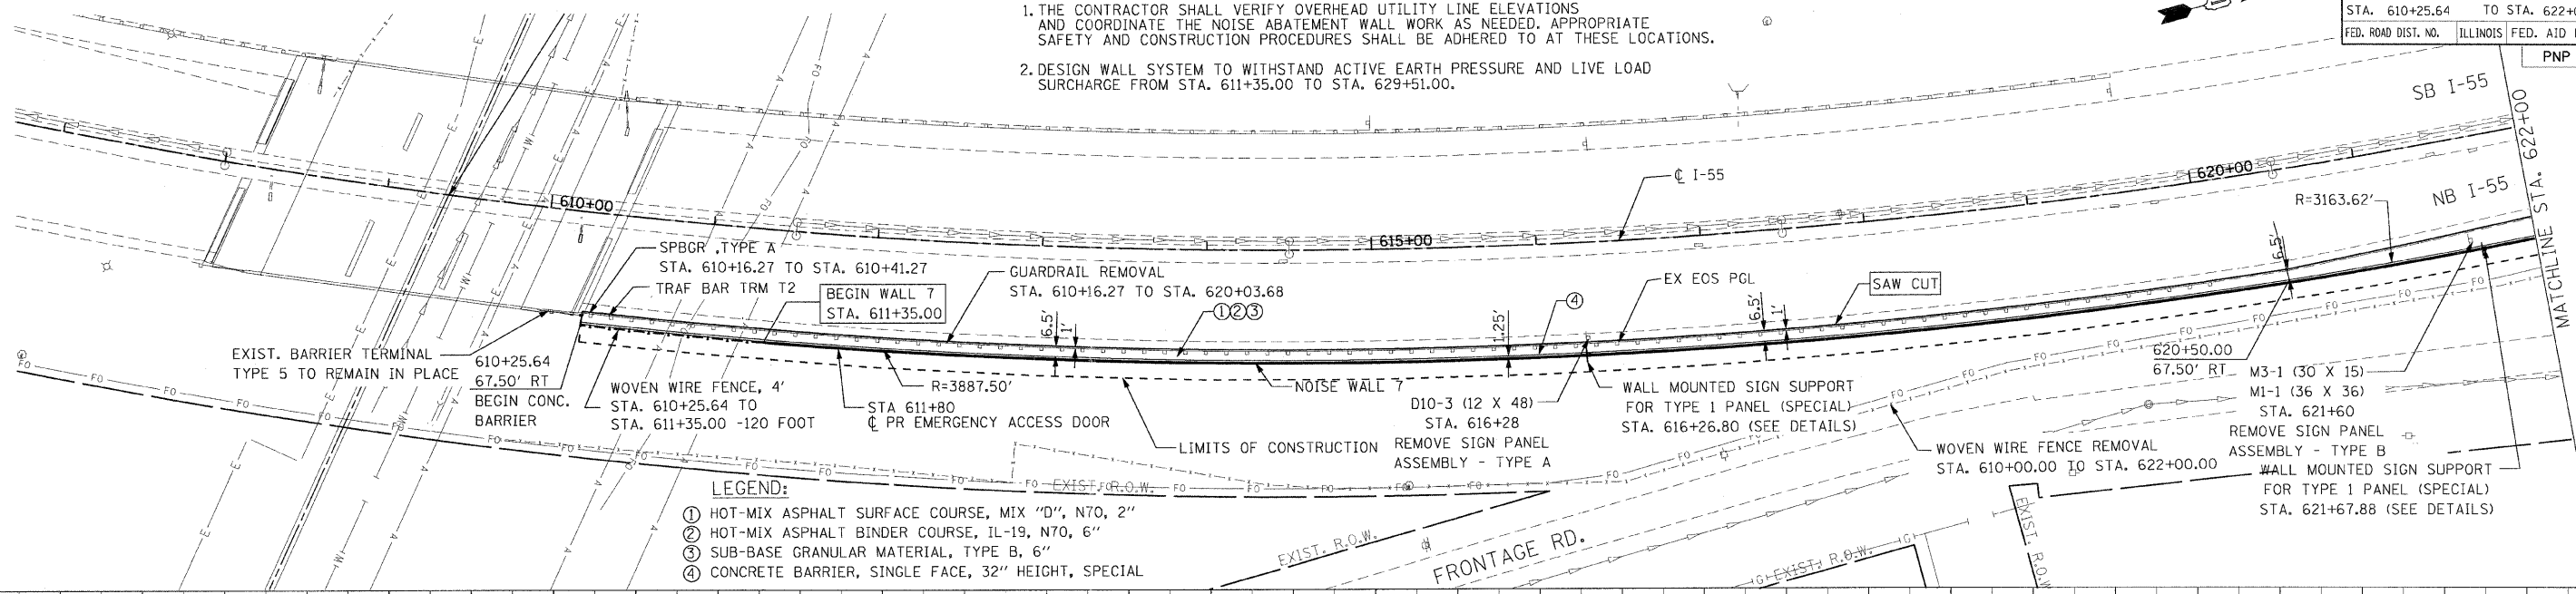 1. THE CONTRACTOR SHALL VERIFY OVERHEAD UTILITY LINE ELEVATIONS
AND COORDINATE THE NOISE ABATEMENT WALL WORK AS NEEDED. APPROPRIATE
SAFETY AND CONSTRUCTION PROCEDURES SHALL BE ADHERED TO AT THESE LOCATIONS.
2. DESIGN WALL SYSTEM TO WITHSTAND ACTIVE EARTH PRESSURE AND LIVE LOAD
SURCHARGE FROM STA. 611+35.00 TO STA. 629+51.00.
STA. 610+25.64 TO STA. 622+
FED. ROAD DIST. NO. ILLINOIS FED. AID
PNP
SB I-55
MATCHLINE STA. 622+00
℄ I-55
620+00
R=3163.62'
NB I-55
610+00
615+00
SPBGR ,TYPE A
STA. 610+16.27 TO STA. 610+41.27
TRAF BAR TRM T2
BEGIN WALL 7
STA. 611+35.00
GUARDRAIL REMOVAL
STA. 610+16.27 TO STA. 620+03.68
①②③
6.5'
1'
1.25'
④
EX EOS PGL
6.5'
1'
SAW CUT
6.5'
EXIST. BARRIER TERMINAL
TYPE 5 TO REMAIN IN PLACE
610+25.64
67.50' RT
BEGIN CONC.
BARRIER
WOVEN WIRE FENCE, 4'
STA. 610+25.64 TO
STA. 611+35.00 -120 FOOT
R=3887.50'
STA 611+80
℄ PR EMERGENCY ACCESS DOOR
NOISE WALL 7
LIMITS OF CONSTRUCTION
D10-3 (12 X 48)
STA. 616+28
REMOVE SIGN PANEL
ASSEMBLY - TYPE A
WALL MOUNTED SIGN SUPPORT
FOR TYPE 1 PANEL (SPECIAL)
STA. 616+26.80 (SEE DETAILS)
620+50.00
67.50' RT
M3-1 (30 X 15)
M1-1 (36 X 36)
STA. 621+60
REMOVE SIGN PANEL
ASSEMBLY - TYPE B
WOVEN WIRE FENCE REMOVAL
STA. 610+00.00 TO STA. 622+00.00
WALL MOUNTED SIGN SUPPORT
FOR TYPE 1 PANEL (SPECIAL)
STA. 621+67.88 (SEE DETAILS)
EXIST. R.O.W.
LEGEND:
① HOT-MIX ASPHALT SURFACE COURSE, MIX "D", N70, 2"
② HOT-MIX ASPHALT BINDER COURSE, IL-19, N70, 6"
③ SUB-BASE GRANULAR MATERIAL, TYPE B, 6"
④ CONCRETE BARRIER, SINGLE FACE, 32" HEIGHT, SPECIAL
EXIST. R.O.W.
FRONTAGE RD.
EXIST. R.O.W.
EXIST. R.O.W